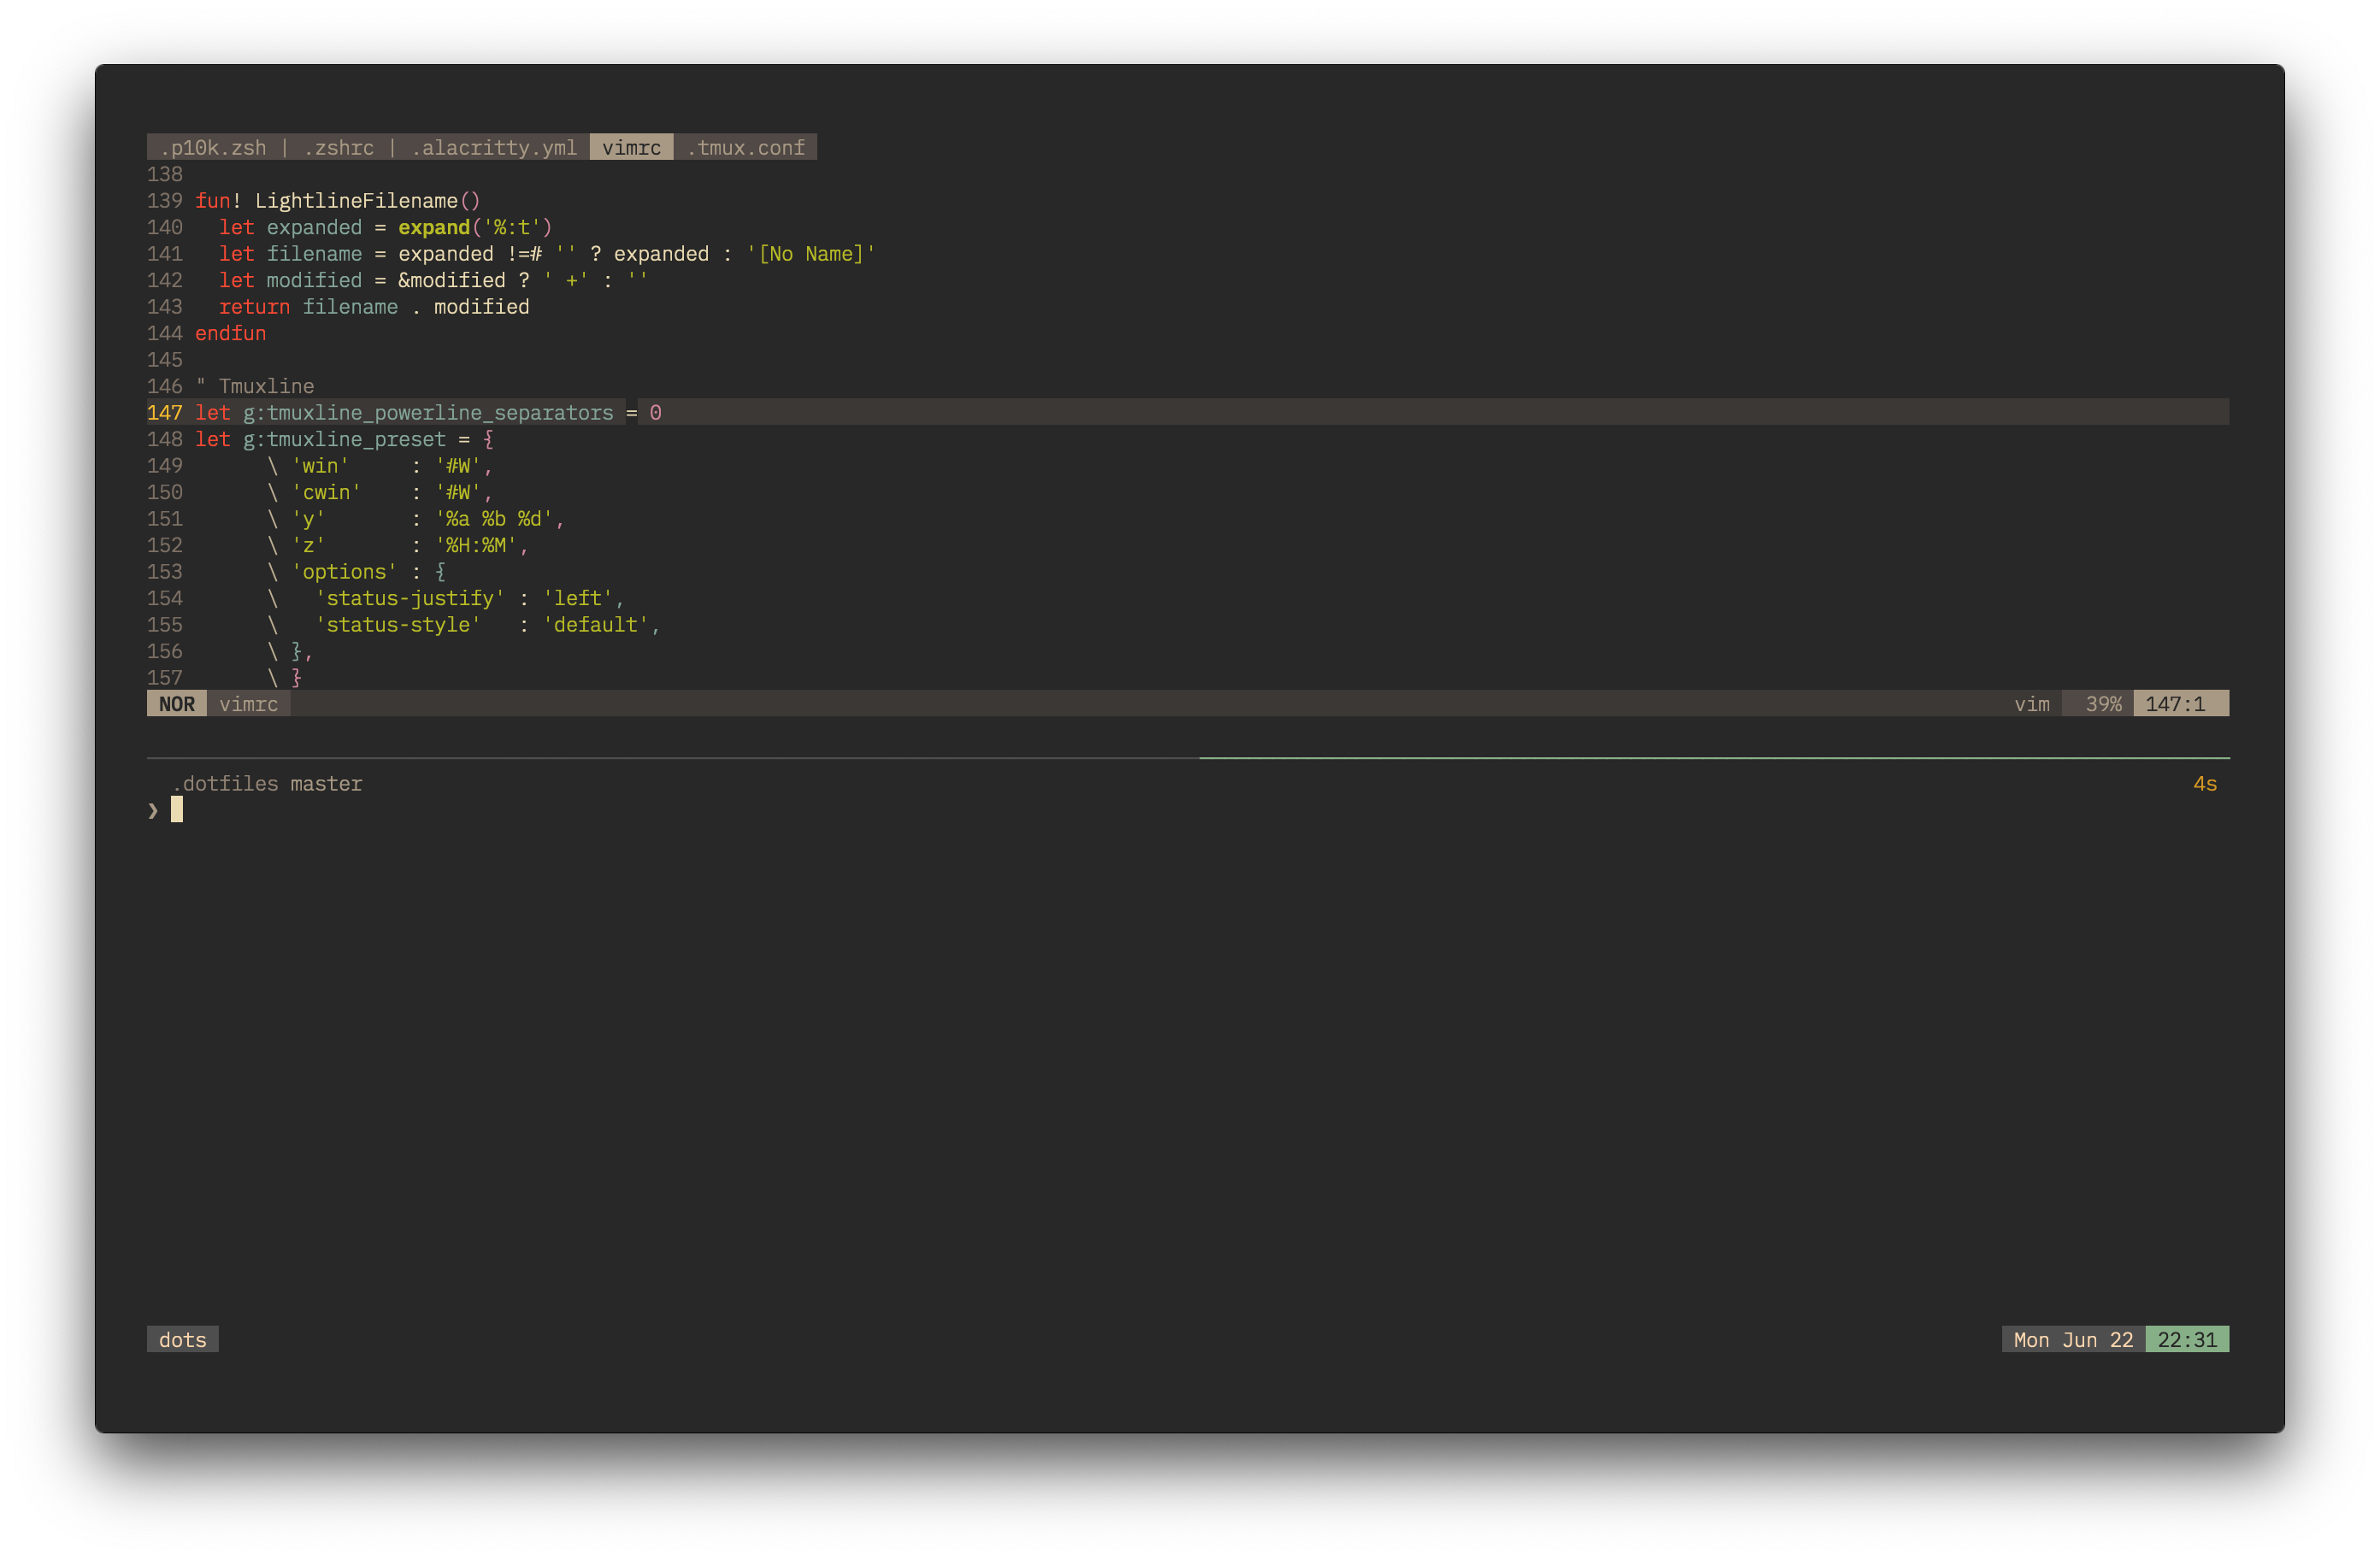 .p10k.zsh | .zshrc | .alacritty.yml vimrc .tmux.conf
138
139 fun! LightlineFilename()
140   let expanded = expand('%:t')
141   let filename = expanded !=# '' ? expanded : '[No Name]'
142   let modified = &modified ? ' +' : ''
143   return filename . modified
144 endfun
145
146 " Tmuxline
147 let g:tmuxline_powerline_separators = 0
148 let g:tmuxline_preset = {
149       \ 'win'     : '#W',
150       \ 'cwin'    : '#W',
151       \ 'y'       : '%a %b %d',
152       \ 'z'       : '%H:%M',
153       \ 'options' : {
154       \   'status-justify' : 'left',
155       \   'status-style'   : 'default',
156       \ },
157       \ }
NOR vimrc vim 39% 147:1
.dotfiles master 4s
❯
dots Mon Jun 22 22:31